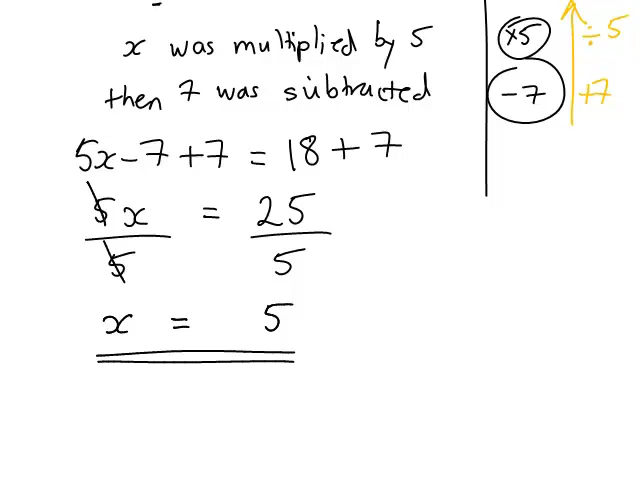 x was multiplied by 5
then 7 was subtracted
5x - 7 + 7 = 18 + 7
5x = 25
5 5
x = 5
×5 ÷5
-7 +7